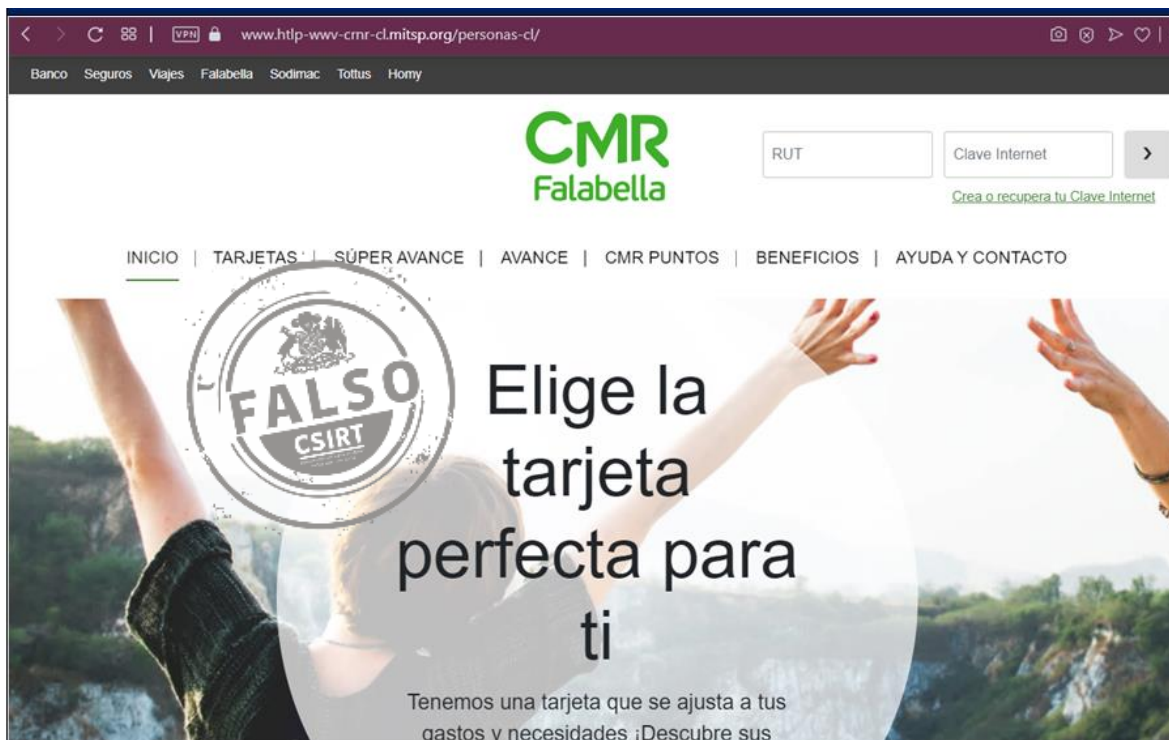 VPN www.htlp-wwv-cmr-cl.mitsp.org/personas-cl/
Banco Seguros Viajes Falabella Sodimac Tottus Homy
CMR
Falabella
RUT
Clave Internet
Crea o recupera tu Clave Internet
INICIO | TARJETAS | SÚPER AVANCE | AVANCE | CMR PUNTOS | BENEFICIOS | AYUDA Y CONTACTO
FALSO
CSIRT
Elige la
tarjeta
perfecta para
ti
Tenemos una tarjeta que se ajusta a tus
gastos y necesidades ¡Descubre sus